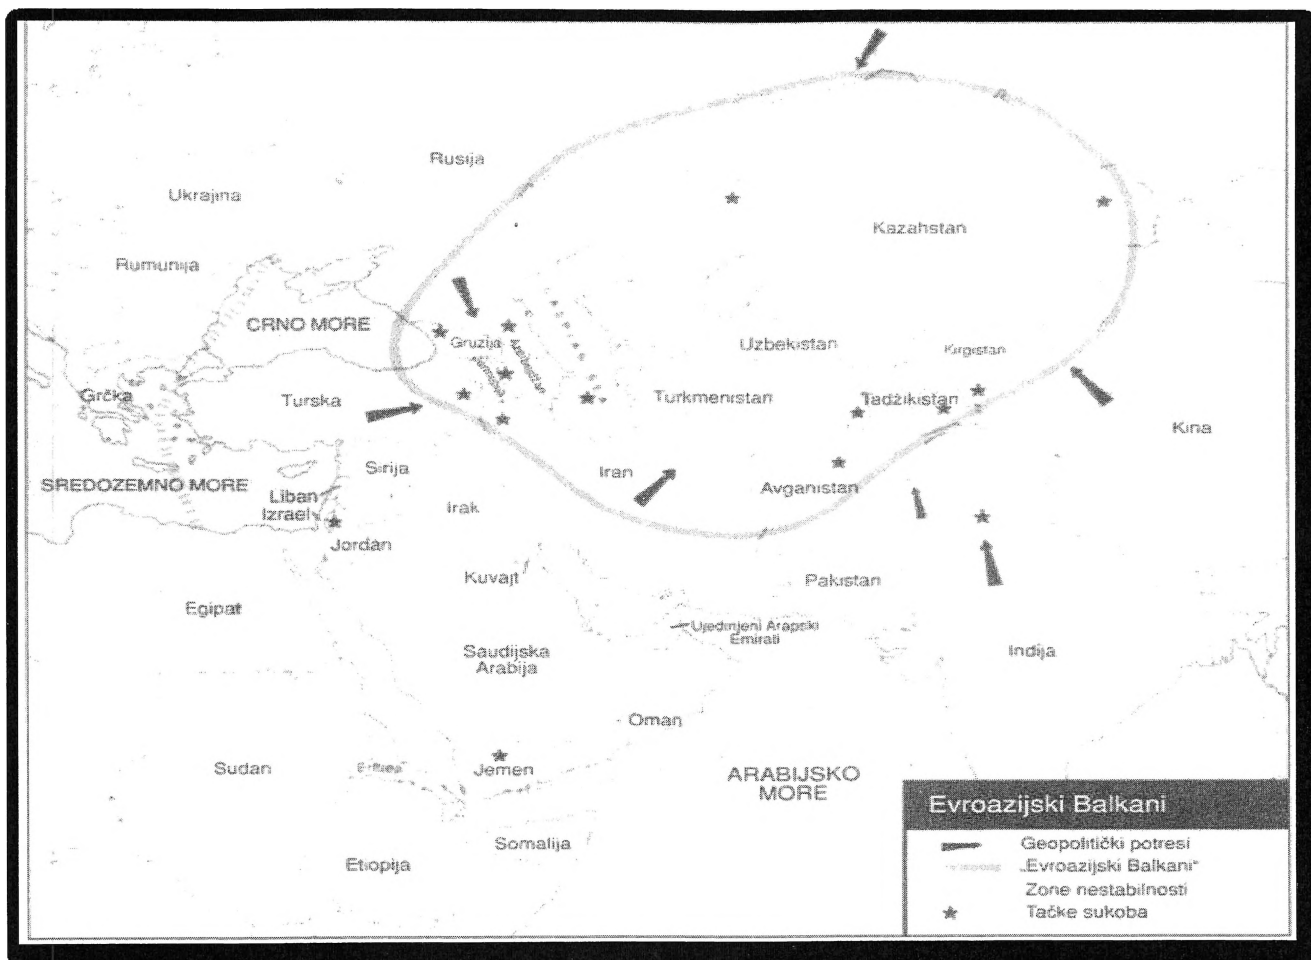 Rusija
Ukrajina
Kazahstan
Rumunija
CRNO MORE
Gruzija
Uzbekistan
Kirgistan
Grčka
Turska
Turkmenistan
Tadžikistan
Kina
Sirija
Iran
SREDOZEMNO MORE
Liban
Avganistan
Izrael
Irak
Jordan
Kuvajt
Pakistan
Egipat
Ujedinjeni Arapski
Emirati
Saudijska
Arabija
Indija
Oman
Sudan
Jemen
ARABIJSKO
MORE
Somalija
Etiopija
Evroazijski Balkani
Geopolitički potresi
„Evroazijski Balkani“
Zone nestabilnosti
Tačke sukoba